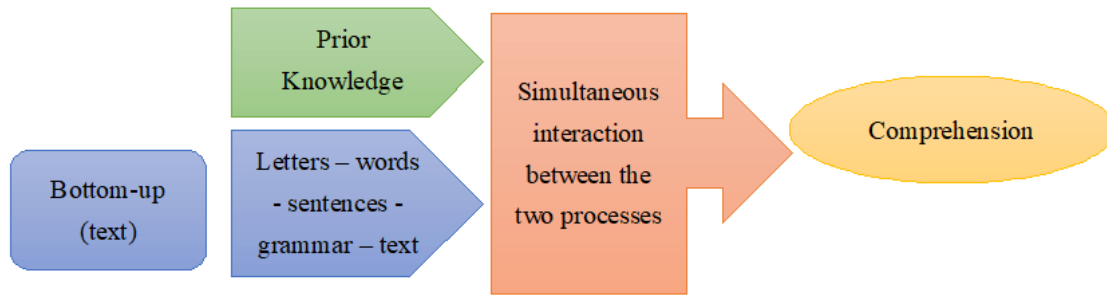 Prior
Knowledge
Bottom-up
(text)
Letters – words
- sentences -
grammar – text
Simultaneous
interaction
between the
two processes
Comprehension